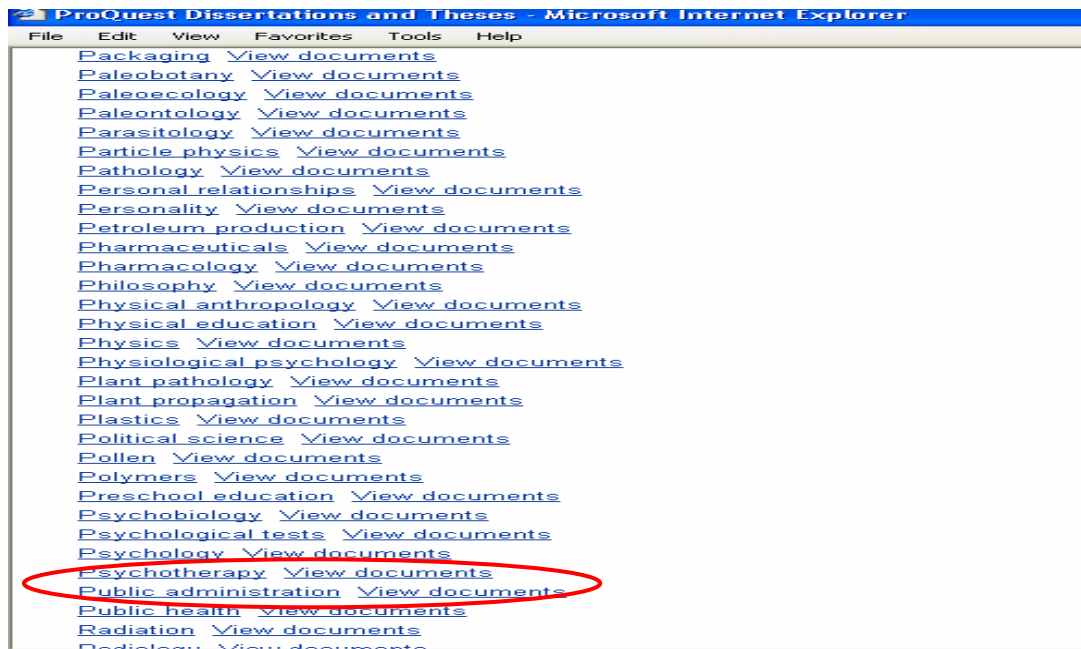 ProQuest Dissertations and Theses - Microsoft Internet Explorer
File Edit View Favorites Tools Help
Packaging View documents
Paleobotany View documents
Paleoecology View documents
Paleontology View documents
Parasitology View documents
Particle physics View documents
Pathology View documents
Personal relationships View documents
Personality View documents
Petroleum production View documents
Pharmaceuticals View documents
Pharmacology View documents
Philosophy View documents
Physical anthropology View documents
Physical education View documents
Physics View documents
Physiological psychology View documents
Plant pathology View documents
Plant propagation View documents
Plastics View documents
Political science View documents
Pollen View documents
Polymers View documents
Preschool education View documents
Psychobiology View documents
Psychological tests View documents
Psychology View documents
Psychotherapy View documents
Public administration View documents
Public health View documents
Radiation View documents
Radiology View documents